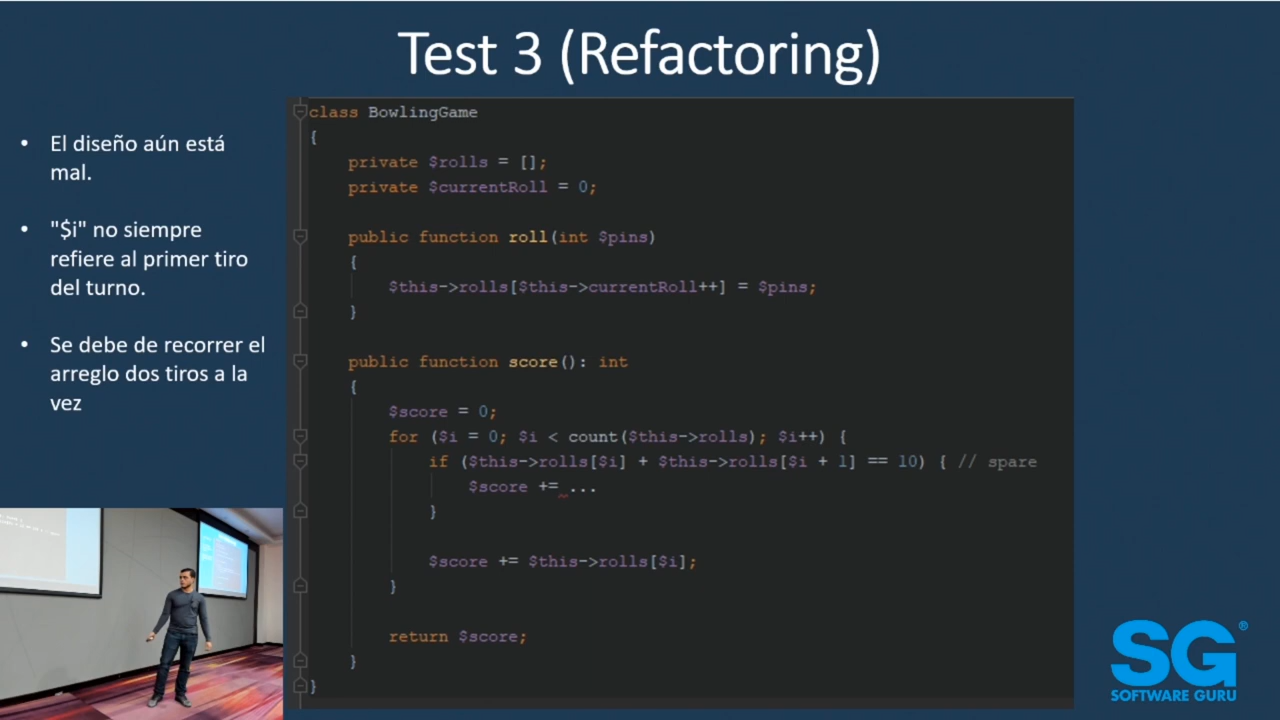 Test 3 (Refactoring)
• El diseño aún está
mal.
• "$i" no siempre
refiere al primer tiro
del turno.
• Se debe de recorrer el
arreglo dos tiros a la
vez
class BowlingGame
{
    private $rolls = [];
    private $currentRoll = 0;
    public function roll(int $pins)
    {
        $this->rolls[$this->currentRoll++] = $pins;
    }
    public function score(): int
    {
        $score = 0;
        for ($i = 0; $i < count($this->rolls); $i++) {
            if ($this->rolls[$i] + $this->rolls[$i + 1] == 10) { // spare
                $score += ...
            }
            $score += $this->rolls[$i];
        }
        return $score;
    }
}
SG®
SOFTWARE GURU